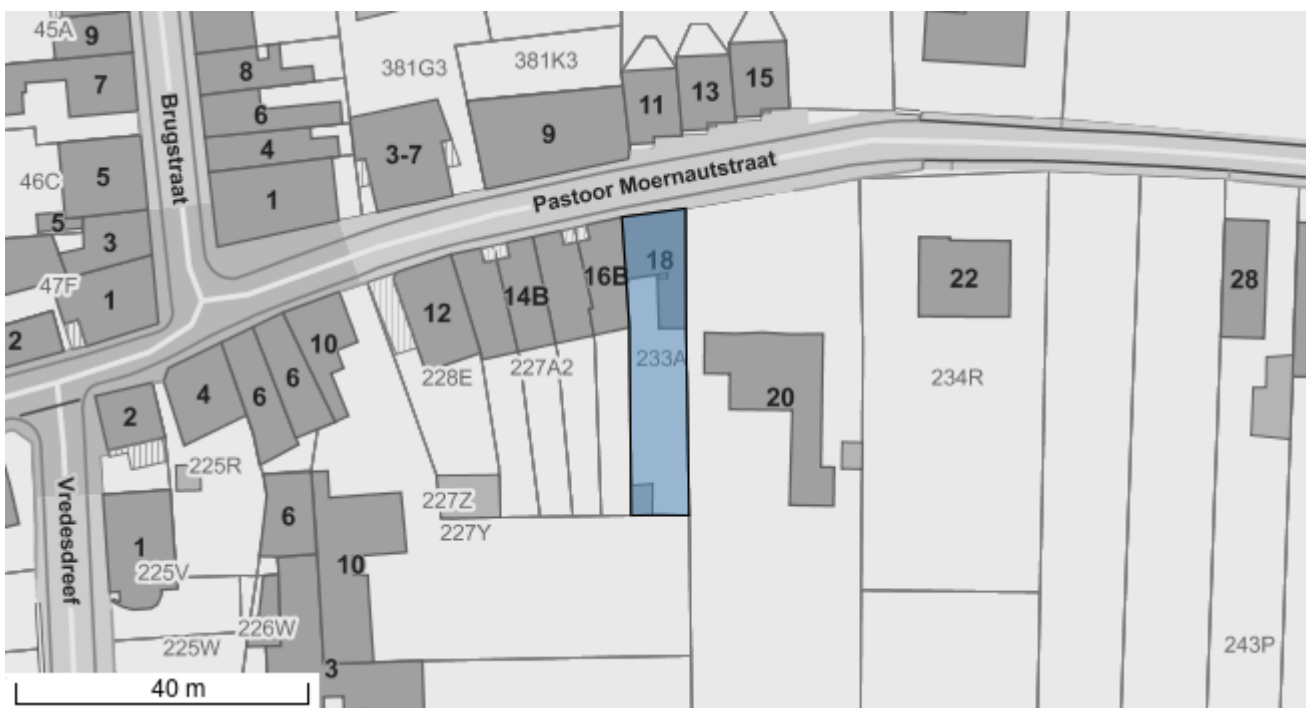 45A
9
7
Brugstraat
8
6
4
1
381G3
381K3
3-7
9
11
13
15
46C
5
5
3
47F
1
2
Pastoor Moernautstraat
12
14B
16B
18
22
28
228E
227A2
233A
20
234R
10
6
6
4
2
225R
227Z
227Y
6
10
1
225V
Vredesdreef
226W
225W
3
243P
40 m